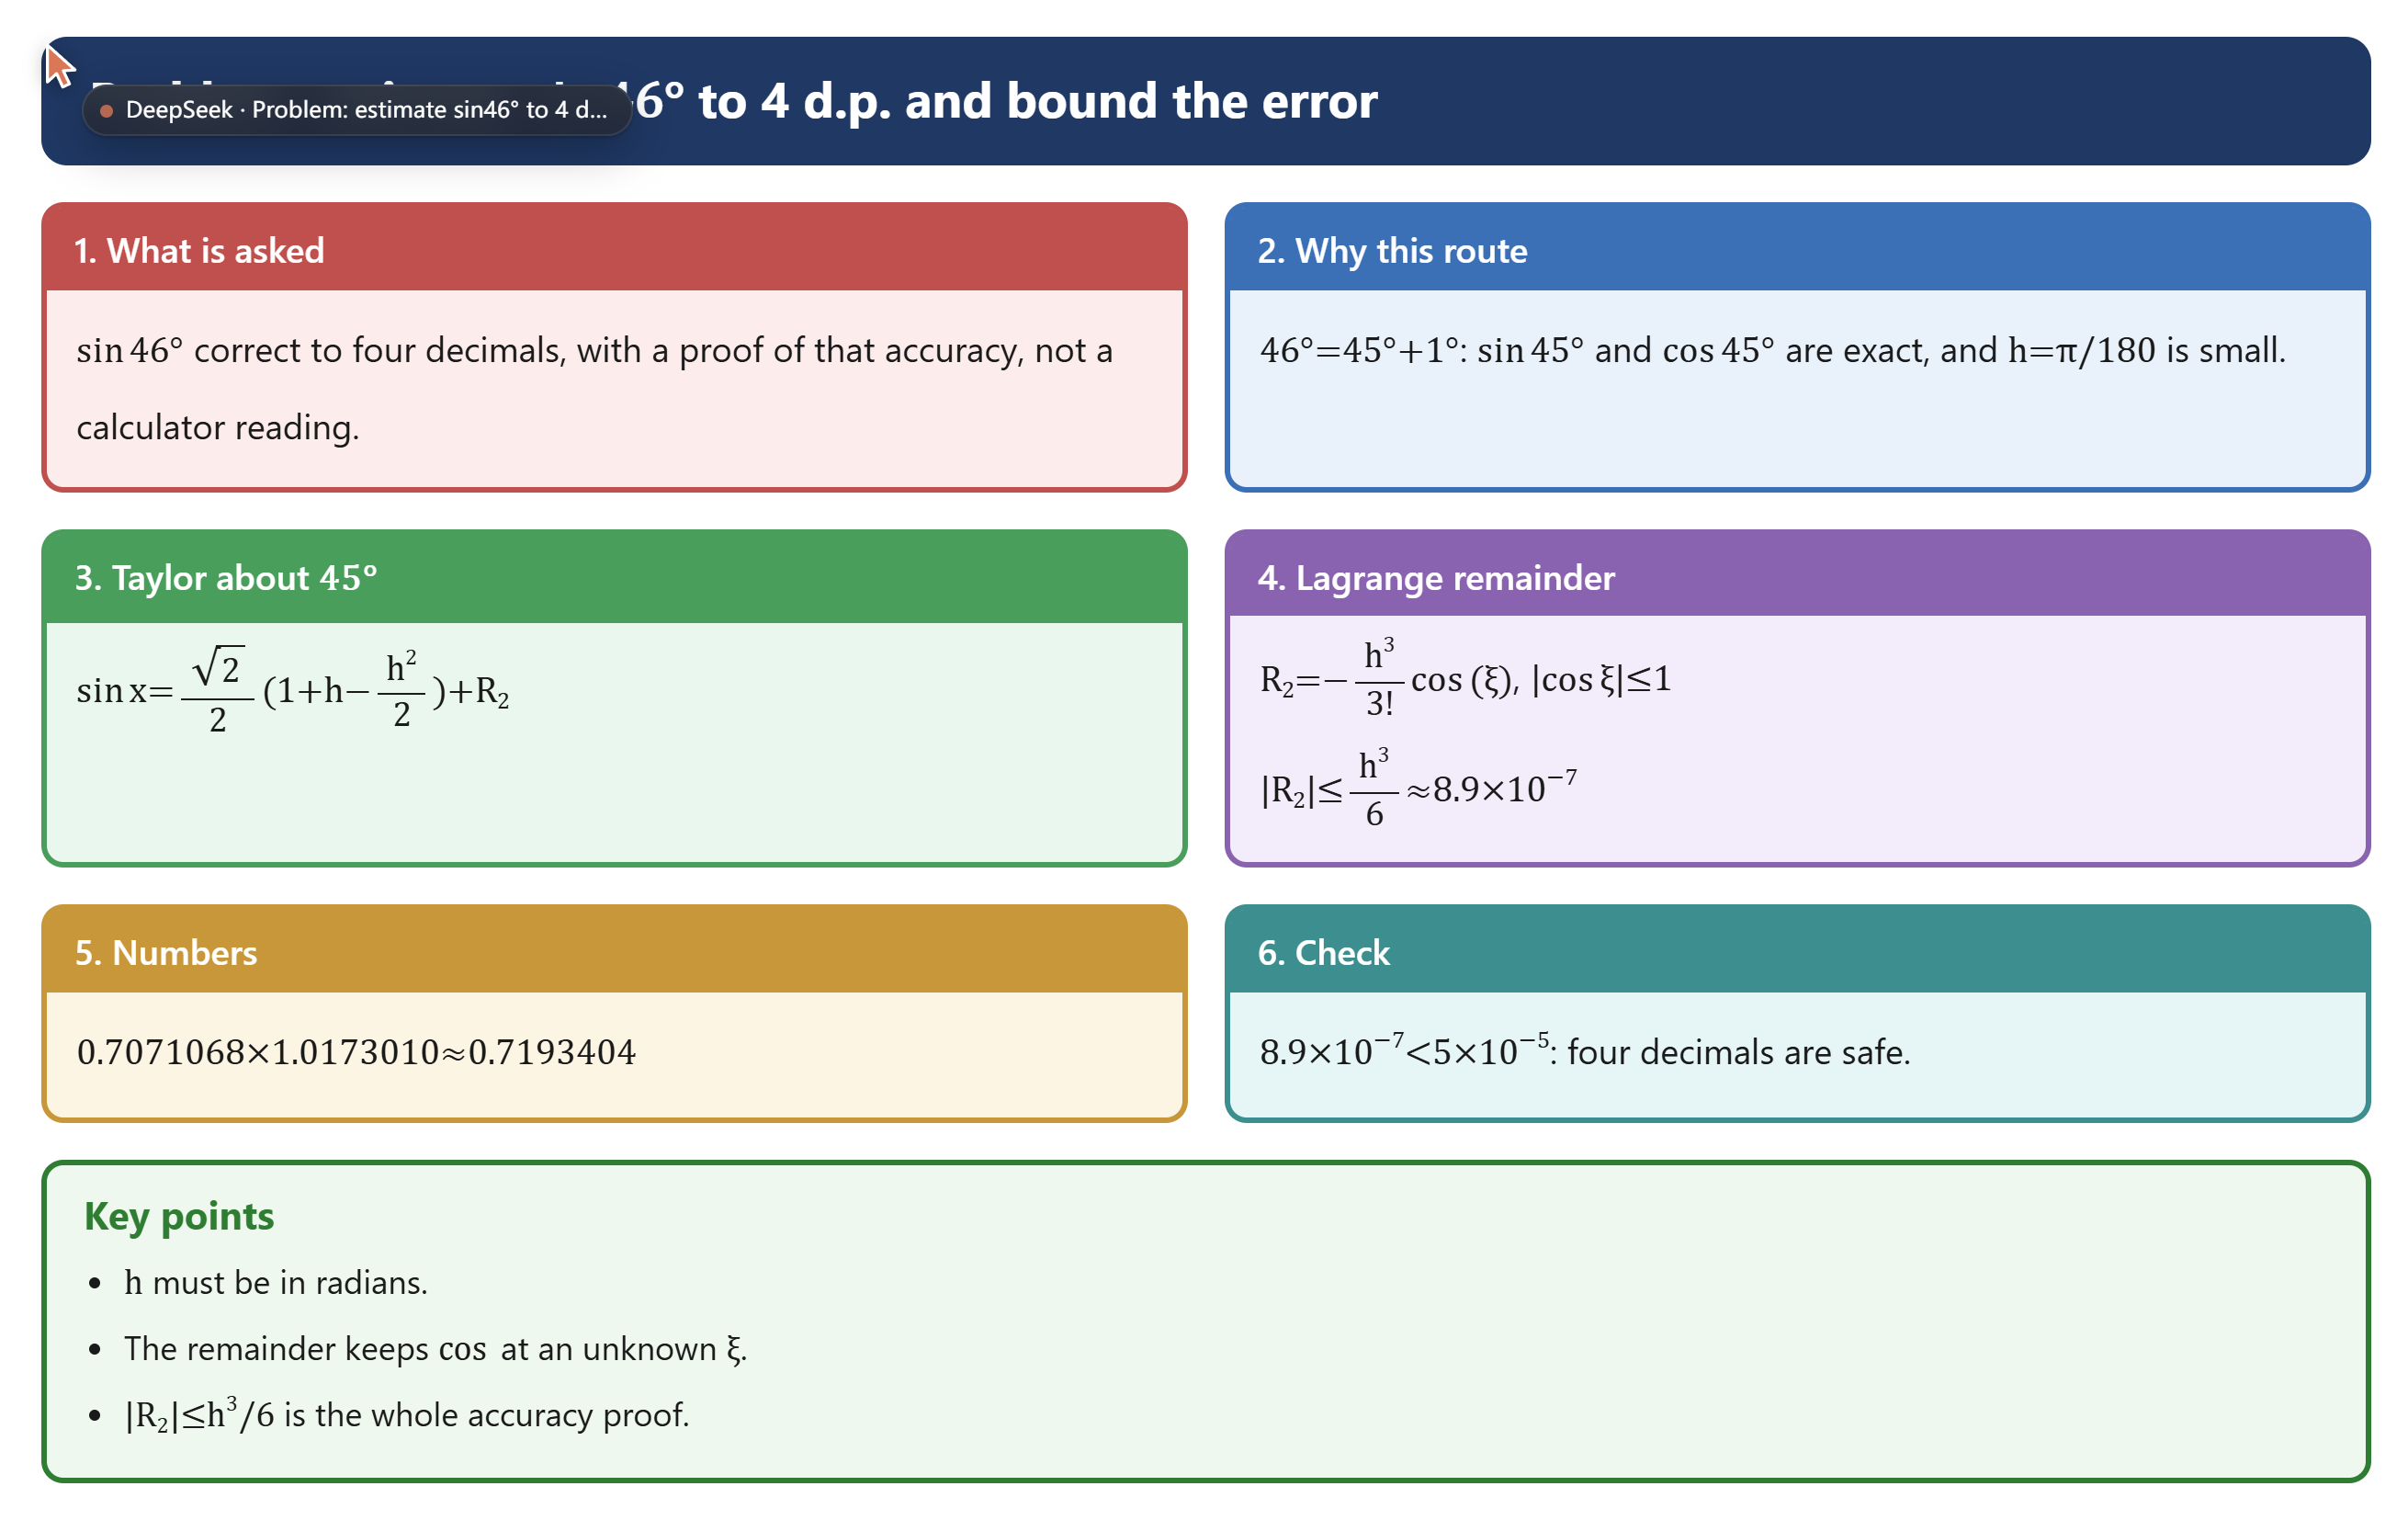 DeepSeek · Problem: estimate sin46° to 4 d...
46° to 4 d.p. and bound the error
1. What is asked
sin 46° correct to four decimals, with a proof of that accuracy, not a
calculator reading.
2. Why this route
46°=45°+1°: sin 45° and cos 45° are exact, and h=π/180 is small.
3. Taylor about 45°
sin x=√2/2 (1+h−h²/2)+R₂
4. Lagrange remainder
R₂=−h³/3! cos (ξ), |cos ξ|≤1
|R₂|≤h³/6≈8.9×10⁻⁷
5. Numbers
0.7071068×1.0173010≈0.7193404
6. Check
8.9×10⁻⁷<5×10⁻⁵: four decimals are safe.
Key points
• h must be in radians.
• The remainder keeps cos at an unknown ξ.
• |R₂|≤h³/6 is the whole accuracy proof.